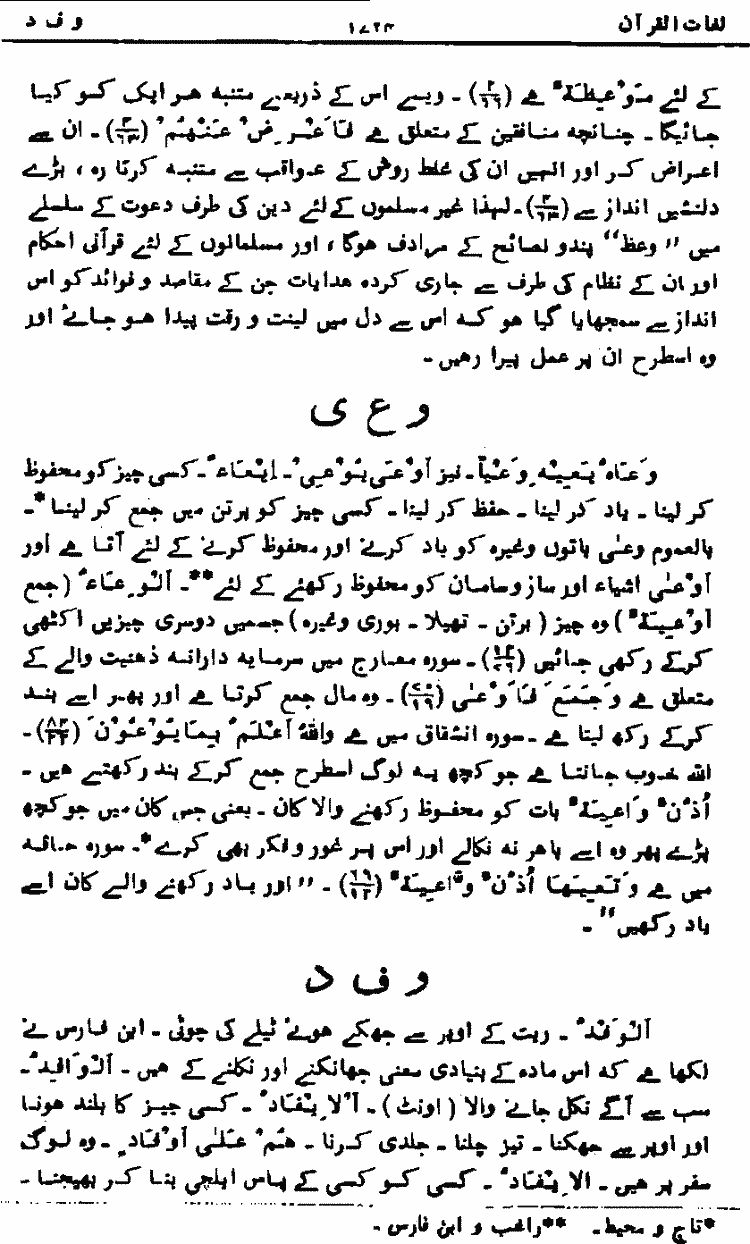 لغات القرآن ۱۷۲۳ و ف د
کے لئے مَوْعِظَۃٌ ہے (۲/۶۶) ۔ ویسے اس کے ذریعے متنبہ ہر ایک کو کیا
جائیگا ۔ چنانچہ منافقین کے متعلق ہے فَاَعْرِضْ عَنْھُمْ (۴/۶۳) ۔ ان سے
اعراض کر اور انہیں ان کی غلط روش کے عواقب سے متنبہ کرتا رہ ، بڑے
دلنشیں انداز سے (۴/۶۳) ۔ لہذا غیر مسلموں کے لئے دین کی طرف دعوت کے سلسلے
میں ’’وعظ‘‘ پندو نصائح کے مرادف ہوگا ، اور مسلمانوں کے لئے قرآنی احکام
اور ان کے نظام کی طرف سے جاری کردہ ہدایات جن کے مقاصد و فوائد کو اس
انداز سے سمجھایا گیا ہو کہ اس سے دل میں لینت و رقت پیدا ہو جائے اور
وہ اسطرح ان پر عمل پیرا رہیں ۔
و ع ی
وَعَاہُ یَعِیْہِ وَعْیاً ۔ نیز اَوْعٰی یُوْعِیْ ۔ اِیْعَاءً ۔ کسی چیز کو محفوظ
کر لینا ۔ یاد کر لینا ۔ حفظ کر لینا ۔ کسی چیز کو برتن میں جمع کر لینا* ۔
بالعموم وعٰی باتوں وغیرہ کو یاد کرنے اور محفوظ کرنے کے لئے آتا ہے اور
اَوْعٰی اشیاء اور ساز و سامان کو محفوظ رکھنے کے لئے** ۔ اَلْوِعَاءُ (جمع
اَوْعِیَۃٌ) وہ چیز (برتن ۔ تھیلا ۔ بوری وغیرہ) جسمیں دوسری چیزیں اکٹھی
کرکے رکھی جائیں (۱۲/۷۶) ۔ سورہ معارج میں سرمایہ دارانہ ذہنیت والے کے
متعلق ہے وَجَمَعَ فَاَوْعٰی (۷۰/۱۸) ۔ وہ مال جمع کرتا ہے اور پھر اسے بند
کرکے رکھ لیتا ہے ۔ سورہ انشقاق میں ہے وَاللہُ اَعْلَمُ بِمَا یُوْعُوْنَ (۸۴/۲۳) ۔
اللہ خوب جانتا ہے جو کچھ یہ لوگ اسطرح جمع کرکے بند رکھتے ہیں ۔
اُذُنٌ وَاعِیَۃٌ بات کو محفوظ رکھنے والا کان ۔ یعنی جس کان میں جو کچھ
پڑے پھر وہ اسے باہر نہ نکالے اور اس پر غور و فکر بھی کرے* ۔ سورہ حاقہ
میں ہے وَتَعِیَھَا اُذُنٌ وَّاعِیَۃٌ (۶۹/۱۲) ۔ ’’اور یاد رکھنے والے کان اسے
یاد رکھیں‘‘ ۔
و ف د
اَلْوَفْدُ ۔ ریت کے اوپر سے جھکے ہوئے ٹیلے کی چوٹی ۔ ابن فارس نے
لکھا ہے کہ اس مادہ کے بنیادی معنی جھانکنے اور نکلنے کے ہیں ۔ اَلْوَافِدُ ۔
سب سے آگے نکل جانے والا (اونٹ) ۔ اَلْاِیْفَادُ ۔ کسی چیز کا بلند ہونا
اور اوپر سے جھکنا ۔ تیز چلنا ۔ جلدی کرنا ۔ ھُمْ عَلٰی اَوْفَادٍ ۔ وہ لوگ
سفر پر ہیں ۔ الْاِیْفَادُ ۔ کسی کو کسی کے پاس ایلچی بنا کر بھیجنا ۔
*تاج و محیط ۔ **راغب و ابن فارس ۔